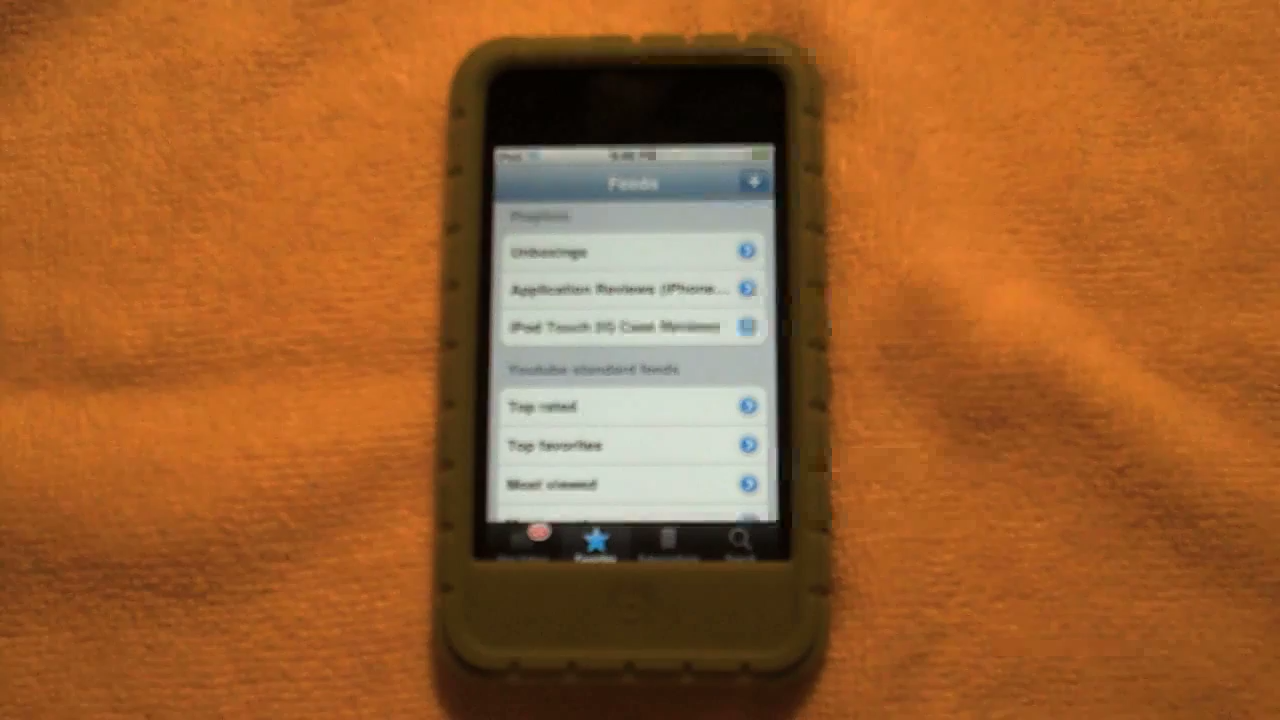 iPod
Feeds
Playlists
Unboxings
Application Reviews (iPhone...
iPod Touch 2G Case Reviews
Youtube standard feeds
Top rated
Top favorites
Most viewed